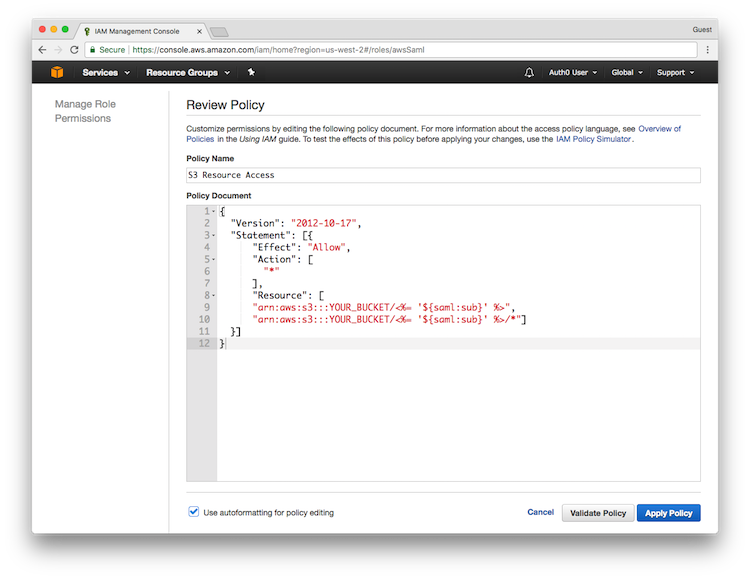 IAM Management Console
Guest
Secure https://console.aws.amazon.com/iam/home?region=us-west-2#/roles/awsSaml
Services Resource Groups Auth0 User Global Support
Manage Role Permissions
Review Policy
Customize permissions by editing the following policy document. For more information about the access policy language, see Overview of
Policies in the Using IAM guide. To test the effects of this policy before applying your changes, use the IAM Policy Simulator.
Policy Name
S3 Resource Access
Policy Document
1 {
2 "Version": "2012-10-17",
3 "Statement": [{
4 "Effect": "Allow",
5 "Action": [
6 "*"
7 ],
8 "Resource": [
9 "arn:aws:s3:::YOUR_BUCKET/<%= '${saml:sub}' %>",
10 "arn:aws:s3:::YOUR_BUCKET/<%= '${saml:sub}' %>/*"]
11 }]
12 }
Use autoformatting for policy editing
Cancel Validate Policy Apply Policy